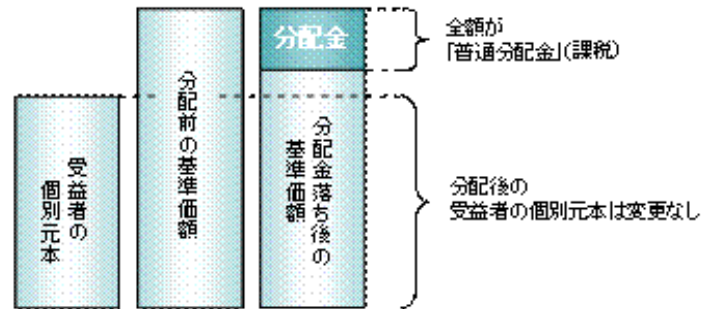 受益者の
個別元本
分配前の基準価額
分配金
分配金落ち後の
基準価額
全額が
「普通分配金」(課税)
分配後の
受益者の個別元本は変更なし